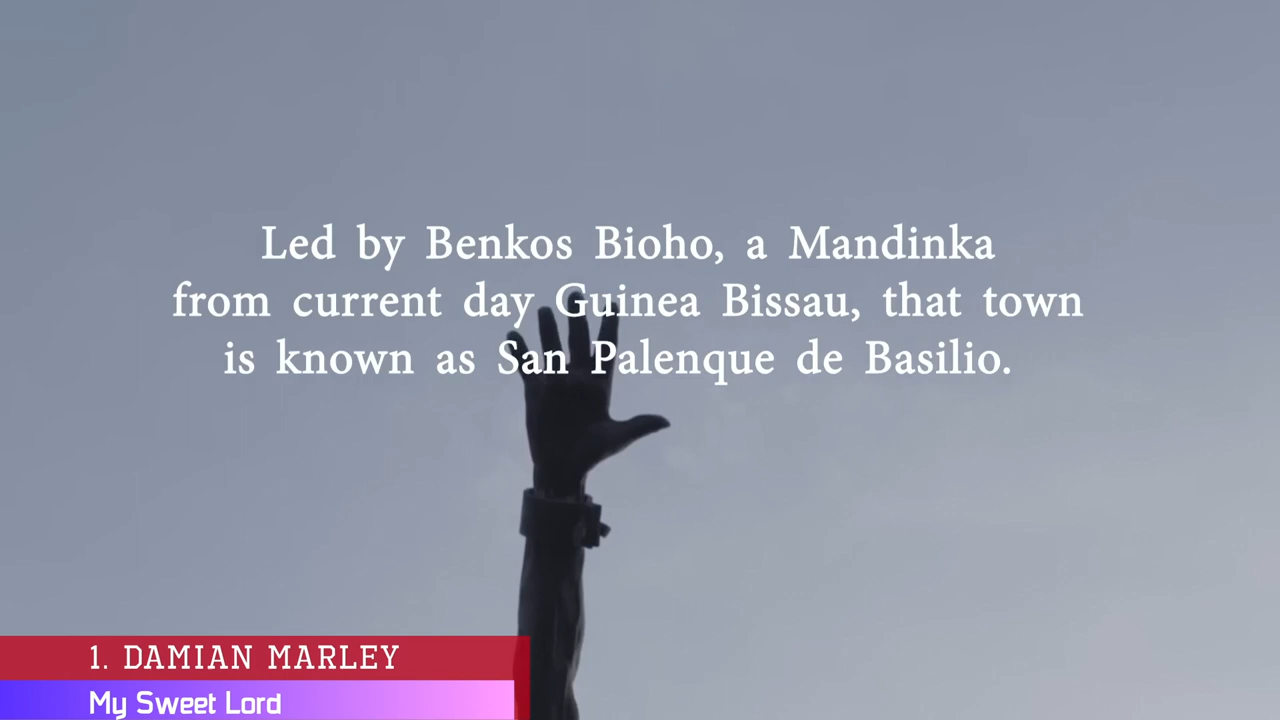 Led by Benkos Bioho, a Mandinka
from current day Guinea Bissau, that town
is known as San Palenque de Basilio.
1. DAMIAN MARLEY
My Sweet Lord